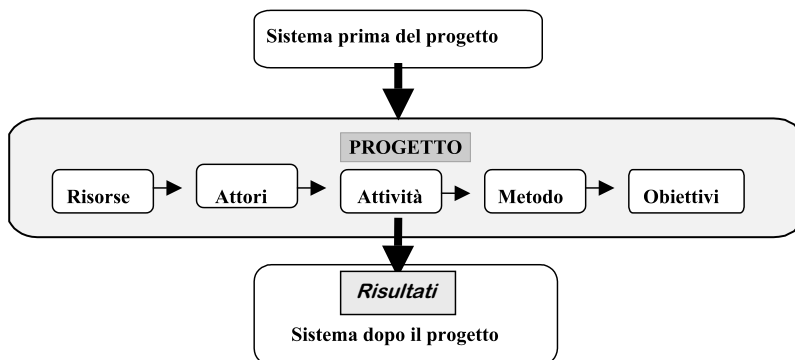 Sistema prima del progetto
PROGETTO
Risorse Attori Attività Metodo Obiettivi
Risultati
Sistema dopo il progetto